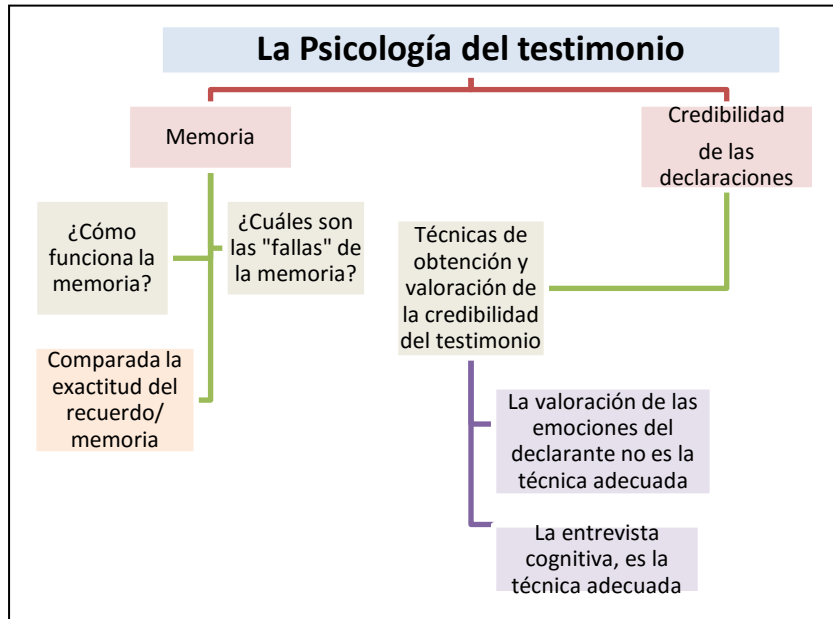 La Psicología del testimonio
Memoria
Credibilidad
de las
declaraciones
¿Cómo
funciona la
memoria?
¿Cuáles son
las "fallas" de
la memoria?
Comparada la
exactitud del
recuerdo/
memoria
Técnicas de
obtención y
valoración de
la credibilidad
del testimonio
La valoración de las
emociones del
declarante no es la
técnica adecuada
La entrevista
cognitiva, es la
técnica adecuada